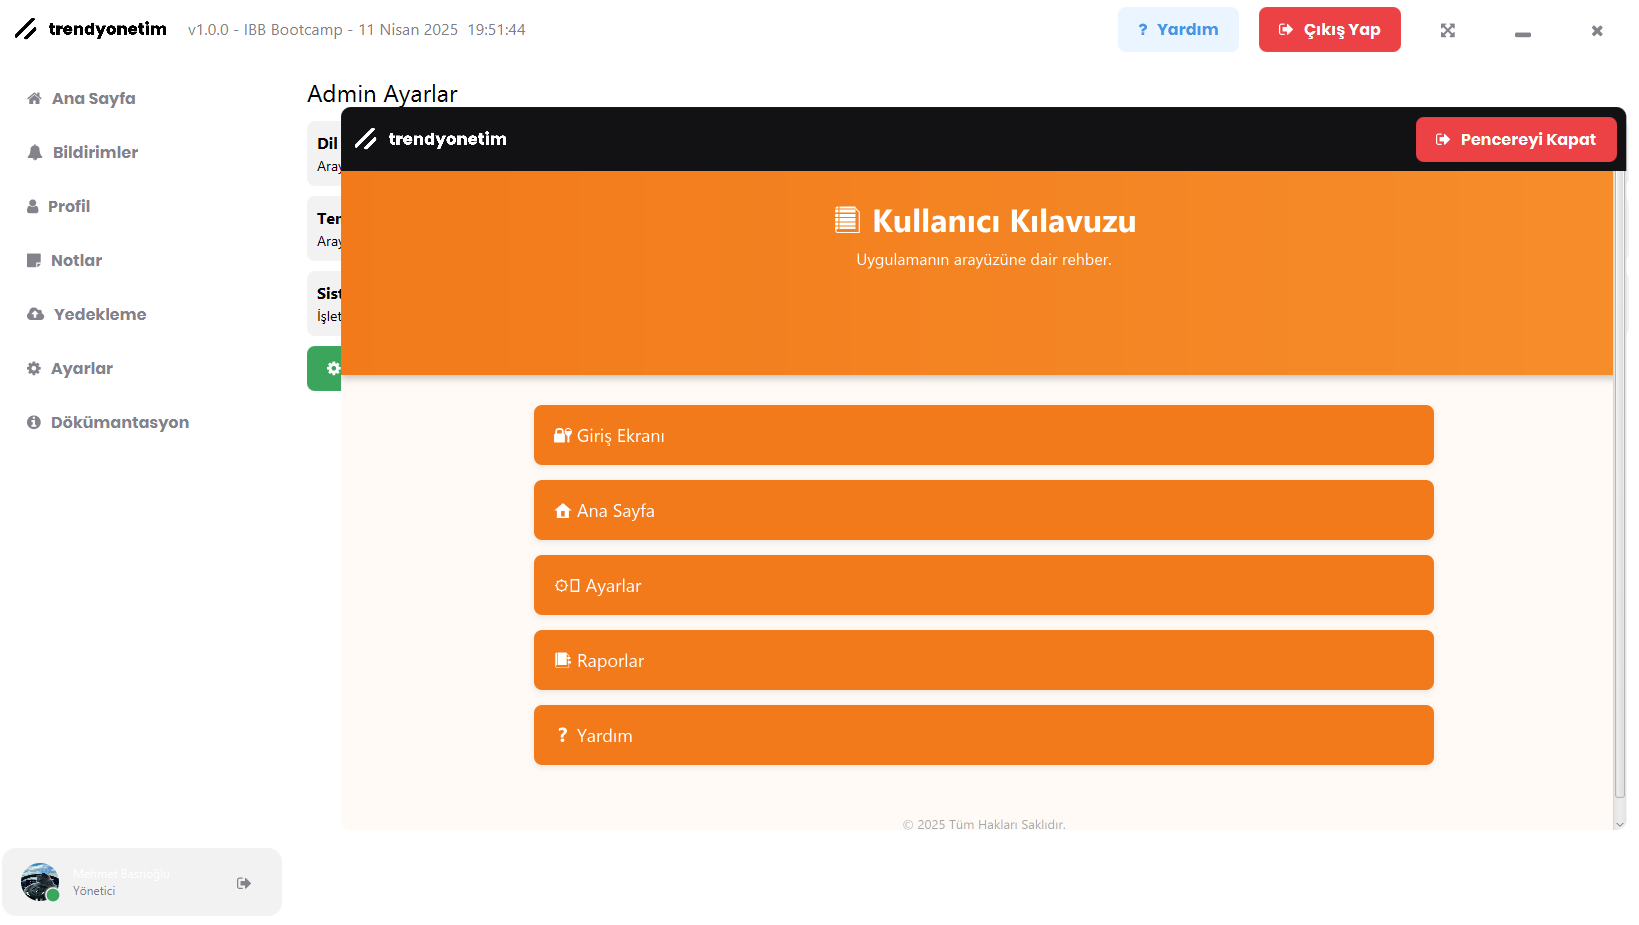 trendyonetim v1.0.0 - IBB Bootcamp - 11 Nisan 2025 19:51:44 ? Yardım Çıkış Yap
Ana Sayfa
Bildirimler
Profil
Notlar
Yedekleme
Ayarlar
Dökümantasyon
Admin Ayarlar
Dil
Aray
Ter
Aray
Sist
İşlet
trendyonetim Pencereyi Kapat
Kullanıcı Kılavuzu
Uygulamanın arayüzüne dair rehber.
Giriş Ekranı
Ana Sayfa
Ayarlar
Raporlar
? Yardım
© 2025 Tüm Hakları Saklıdır.
Mehmet Basrioğlu
Yönetici